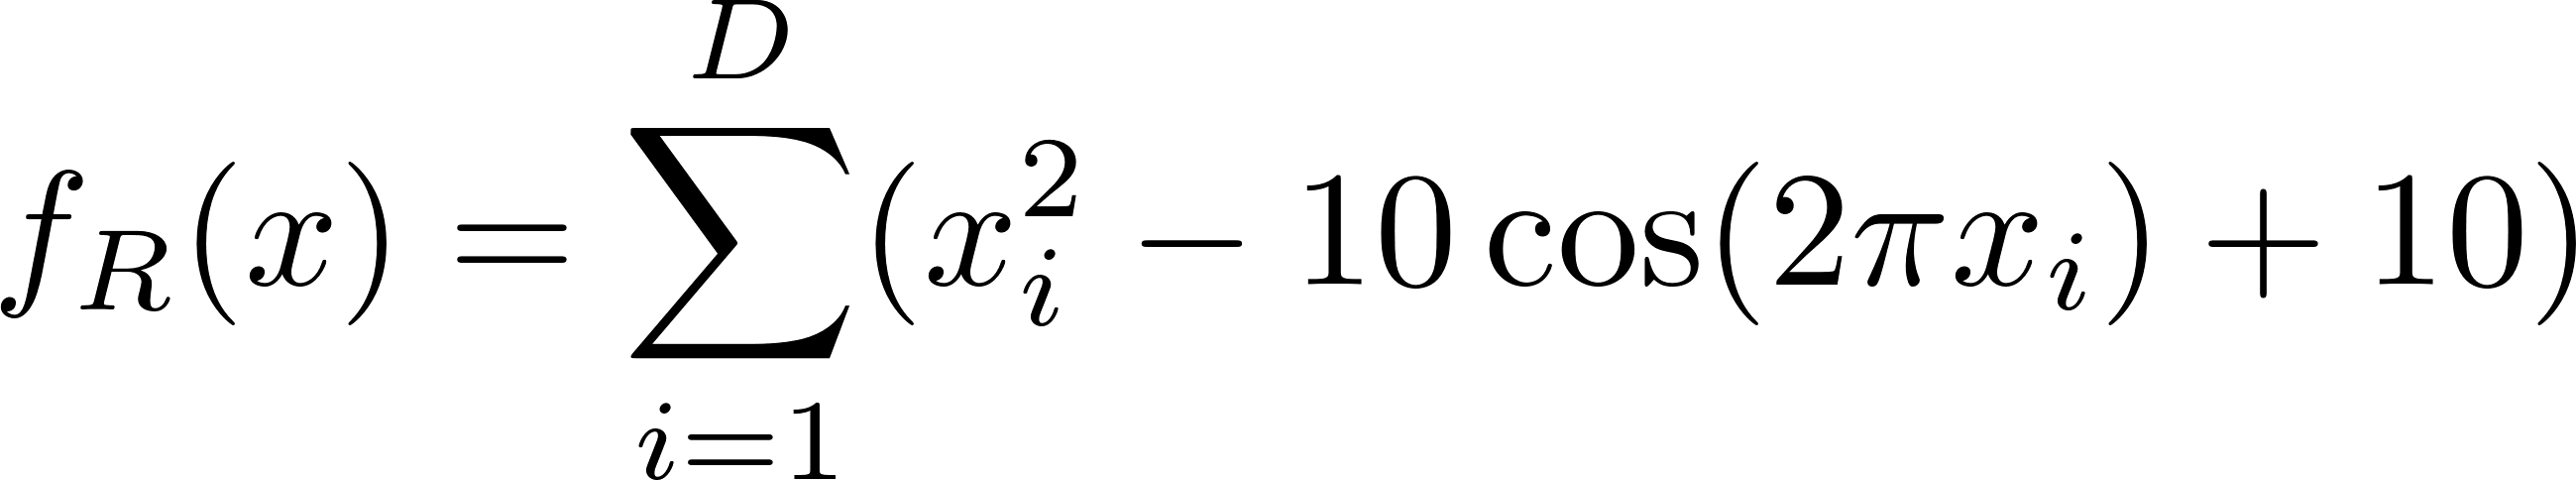 f_R(x) = \sum_{i=1}^{D} (x_i^2 - 10 \cos(2\pi x_i) + 10)